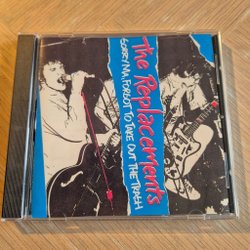 The Replacements
SORRY MA, FORGOT TO TAKE OUT THE TRASH